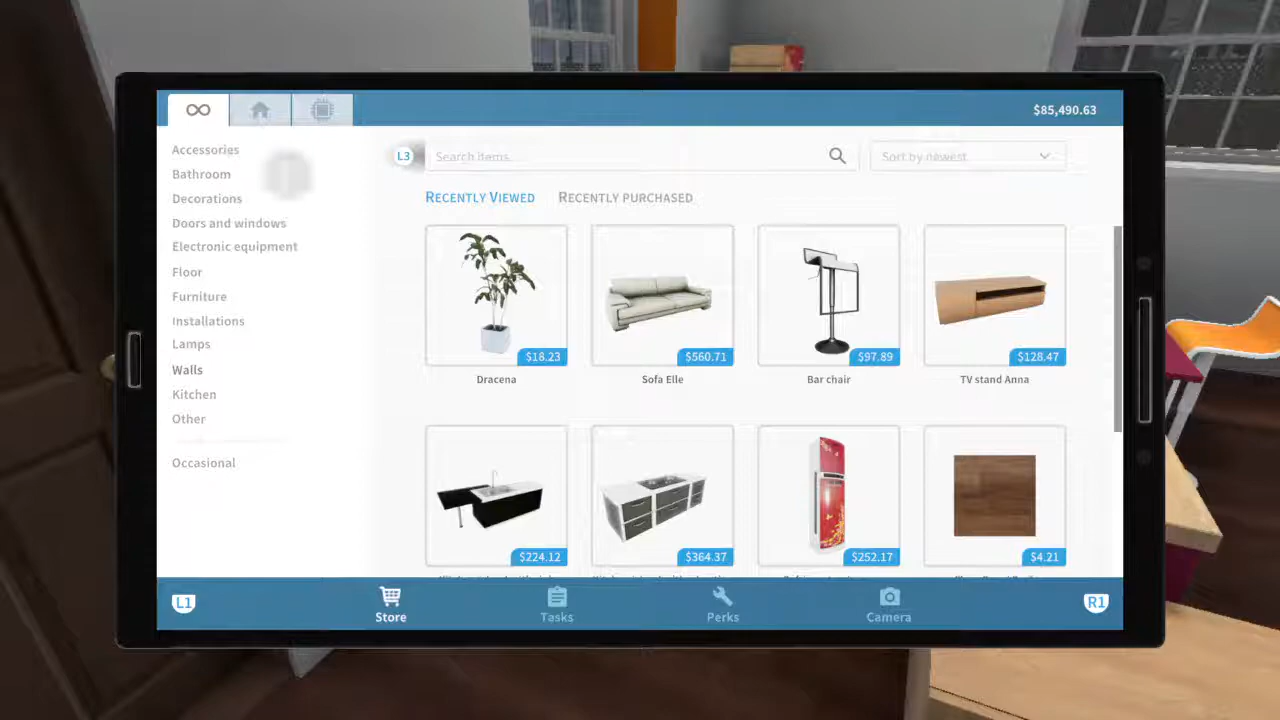 $85,490.63
Accessories
Bathroom
Decorations
Doors and windows
Electronic equipment
Floor
Furniture
Installations
Lamps
Walls
Kitchen
Other
Occasional
L3
Search items...
Sort by newest
RECENTLY VIEWED
RECENTLY PURCHASED
$18.23
$560.71
$97.89
$128.47
Dracena
Sofa Elle
Bar chair
TV stand Anna
$224.12
$364.37
$252.17
$4.21
L1
Store
Tasks
Perks
Camera
R1